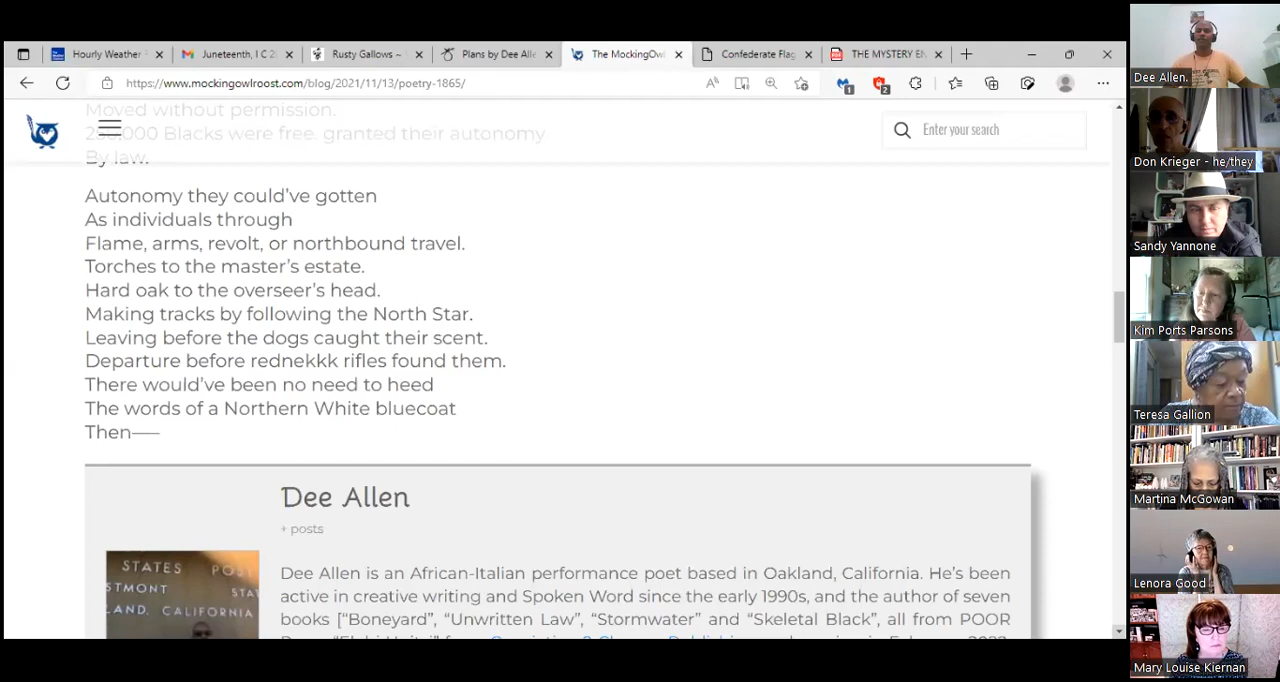 Hourly Weather
Juneteenth, I C 2
Rusty Gallows ~
Plans by Dee Alle
The MockingOwl
Confederate Flag
THE MYSTERY EN
https://www.mockingowlroost.com/blog/2021/11/13/poetry-1865/
1
2
Moved without permission.
Blacks were free. granted their autonomy
By law.
Enter your search
Autonomy they could've gotten
As individuals through
Flame, arms, revolt, or northbound travel.
Torches to the master's estate.
Hard oak to the overseer's head.
Making tracks by following the North Star.
Leaving before the dogs caught their scent.
Departure before rednekkk rifles found them.
There would've been no need to heed
The words of a Northern White bluecoat
Then—–
Dee Allen
+ posts
STATES POS
STMONT STA
LAND, CALIFORNIA
Dee Allen is an African-Italian performance poet based in Oakland, California. He's been
active in creative writing and Spoken Word since the early 1990s, and the author of seven
books [“Boneyard”, “Unwritten Law”, “Stormwater” and “Skeletal Black”, all from POOR
Dee Allen.
Don Krieger - he/they
Sandy Yannone
Kim Ports Parsons
Teresa Gallion
Martina McGowan
Lenora Good
Mary Louise Kiernan